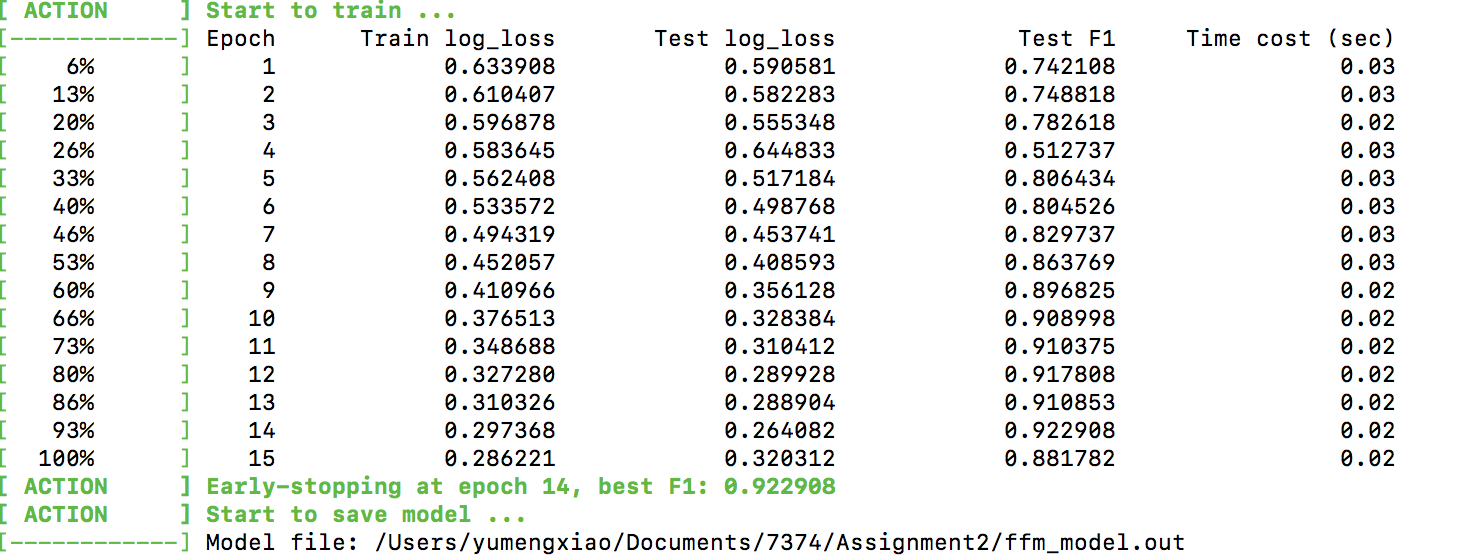 [ ACTION      ] Start to train ...
[------------] Epoch      Train log_loss       Test log_loss             Test F1     Time cost (sec)
[    6%      ]     1            0.633908            0.590581            0.742108                0.03
[   13%      ]     2            0.610407            0.582283            0.748818                0.03
[   20%      ]     3            0.596878            0.555348            0.782618                0.02
[   26%      ]     4            0.583645            0.644833            0.512737                0.03
[   33%      ]     5            0.562408            0.517184            0.806434                0.03
[   40%      ]     6            0.533572            0.498768            0.804526                0.03
[   46%      ]     7            0.494319            0.453741            0.829737                0.03
[   53%      ]     8            0.452057            0.408593            0.863769                0.03
[   60%      ]     9            0.410966            0.356128            0.896825                0.02
[   66%      ]    10            0.376513            0.328384            0.908998                0.02
[   73%      ]    11            0.348688            0.310412            0.910375                0.02
[   80%      ]    12            0.327280            0.289928            0.917808                0.02
[   86%      ]    13            0.310326            0.288904            0.910853                0.02
[   93%      ]    14            0.297368            0.264082            0.922908                0.02
[  100%      ]    15            0.286221            0.320312            0.881782                0.02
[ ACTION     ] Early-stopping at epoch 14, best F1: 0.922908
[ ACTION     ] Start to save model ...
[------------] Model file: /Users/yumengxiao/Documents/7374/Assignment2/ffm_model.out